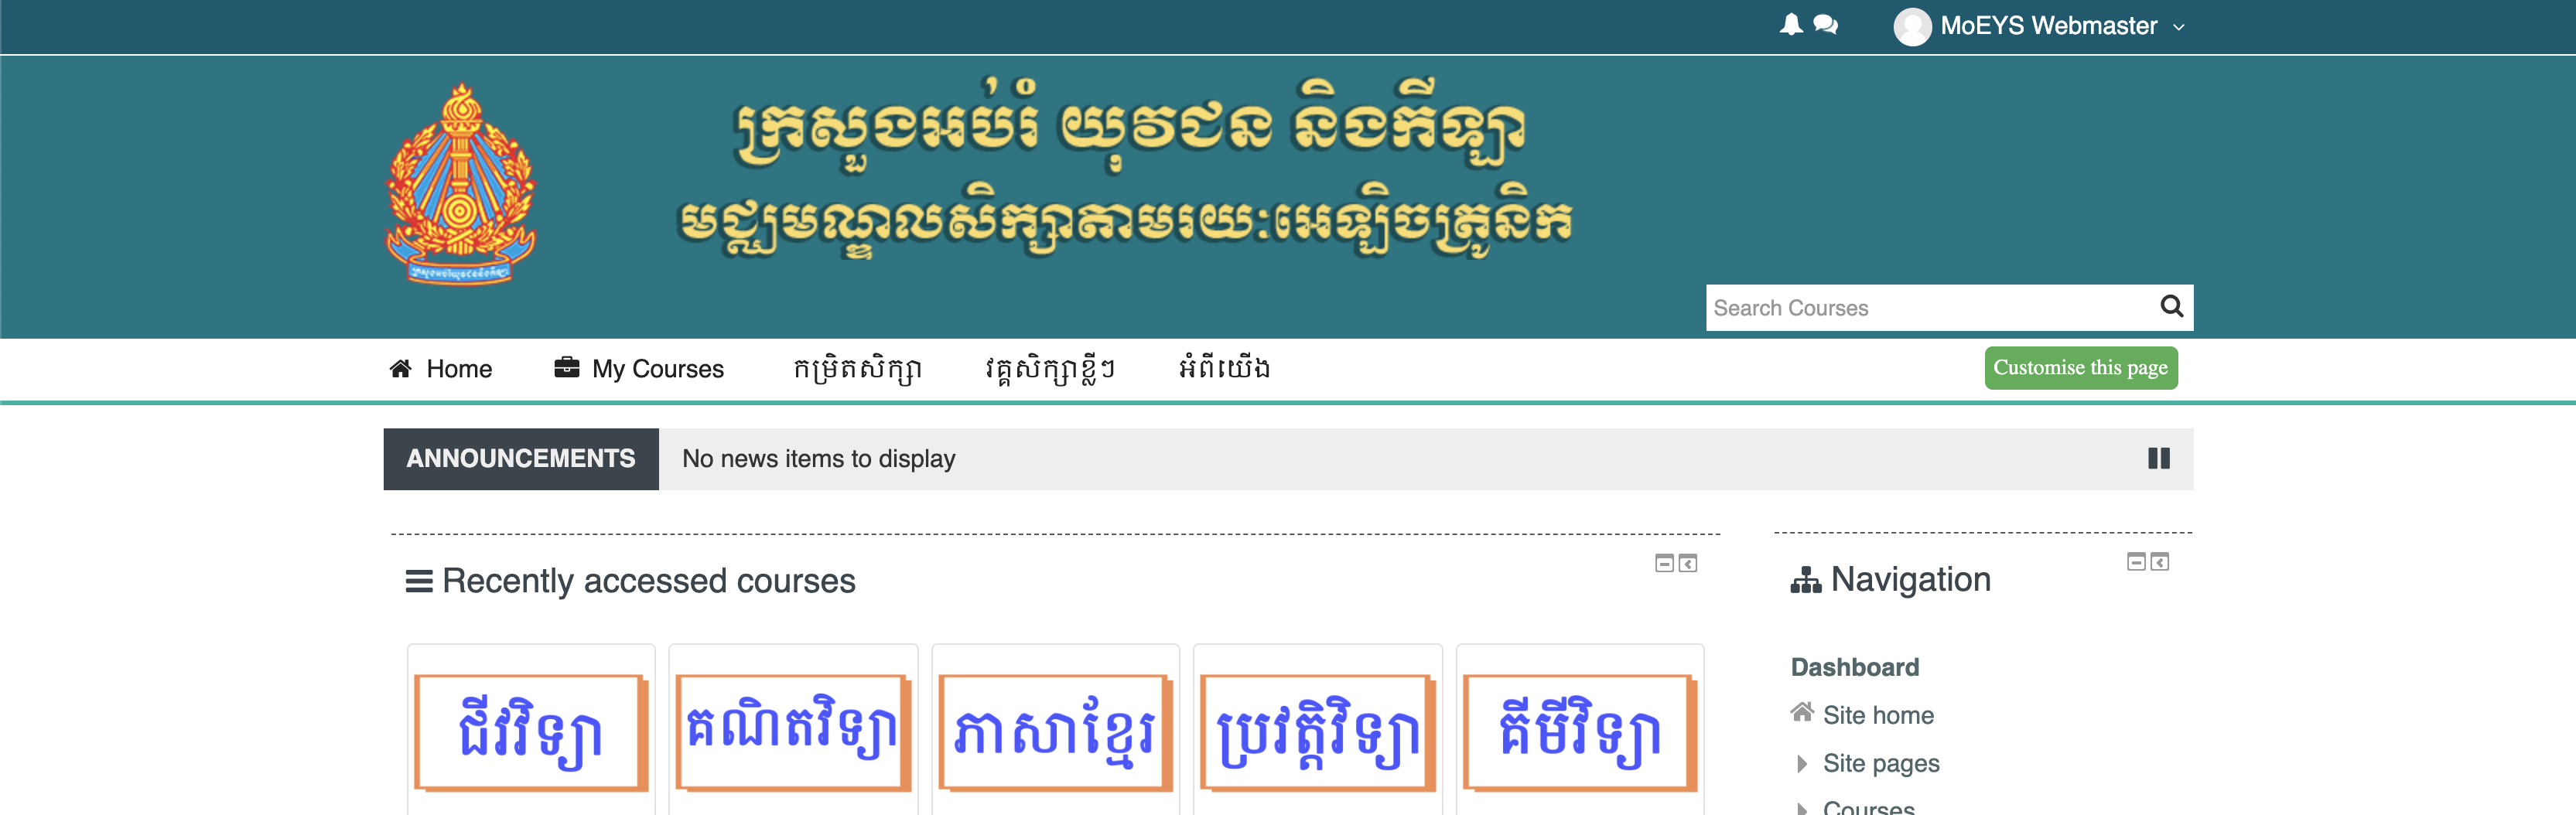 MoEYS Webmaster
ក្រសួងអប់រំ យុវជន និងកីឡា
មជ្ឈមណ្ឌលសិក្សាតាមរយៈអេឡិចត្រូនិក
Search Courses
Home My Courses កម្រិតសិក្សា វគ្គសិក្សាខ្លីៗ អំពីយើង Customise this page
ANNOUNCEMENTS No news items to display
Recently accessed courses
ជីវវិទ្យា គណិតវិទ្យា ភាសាខ្មែរ ប្រវត្តិវិទ្យា គីមីវិទ្យា
Navigation
Dashboard
Site home
Site pages
Courses